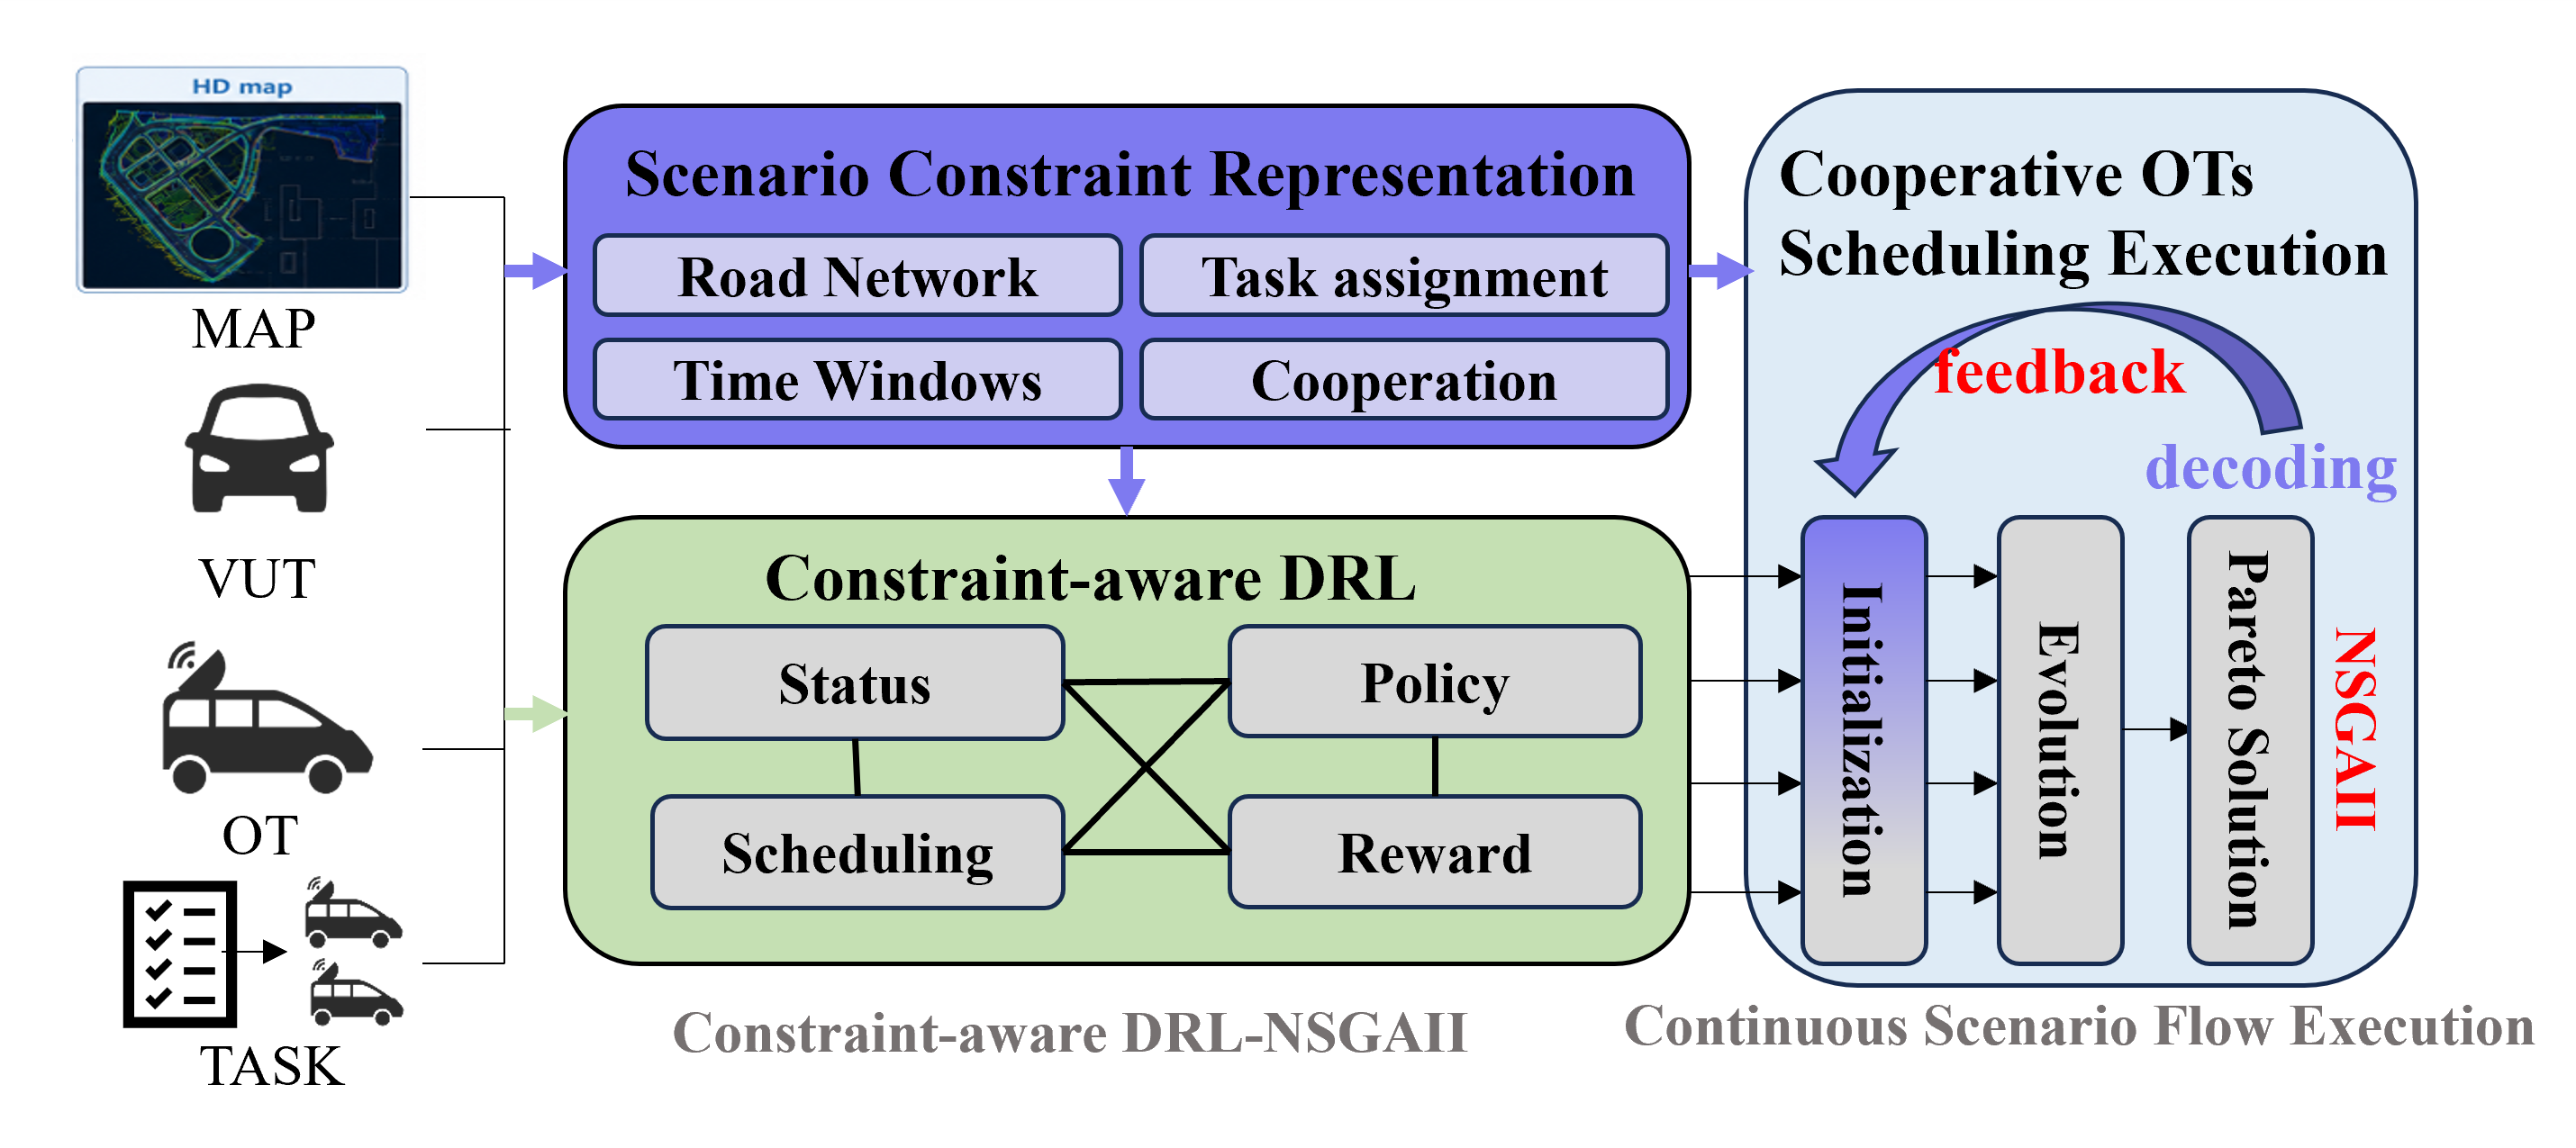 HD map
MAP
VUT
OT
TASK
Scenario Constraint Representation
Road Network
Task assignment
Time Windows
Cooperation
Constraint-aware DRL
Status
Policy
Scheduling
Reward
Constraint-aware DRL-NSGAII
Cooperative OTs
Scheduling Execution
feedback
decoding
Initialization
Evolution
Pareto Solution
NSGAII
Continuous Scenario Flow Execution